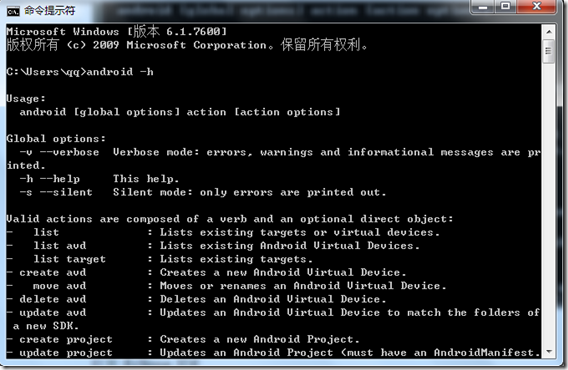 命令提示符
Microsoft Windows [版本 6.1.7600]
版权所有 (c) 2009 Microsoft Corporation。保留所有权利。
C:\Users\qq>android -h
Usage:
android [global options] action [action options]
Global options:
-v --verbose  Verbose mode: errors, warnings and informational messages are pr
inted.
-h --help     This help.
-s --silent   Silent mode: only errors are printed out.
Valid actions are composed of a verb and an optional direct object:
-   list              : Lists existing targets or virtual devices.
-   list avd          : Lists existing Android Virtual Devices.
-   list target       : Lists existing targets.
- create avd          : Creates a new Android Virtual Device.
-   move avd          : Moves or renames an Android Virtual Device.
- delete avd          : Deletes an Android Virtual Device.
- update avd          : Updates an Android Virtual Device to match the folders of
a new SDK.
- create project      : Creates a new Android Project.
- update project      : Updates an Android Project (must have an AndroidManifest.